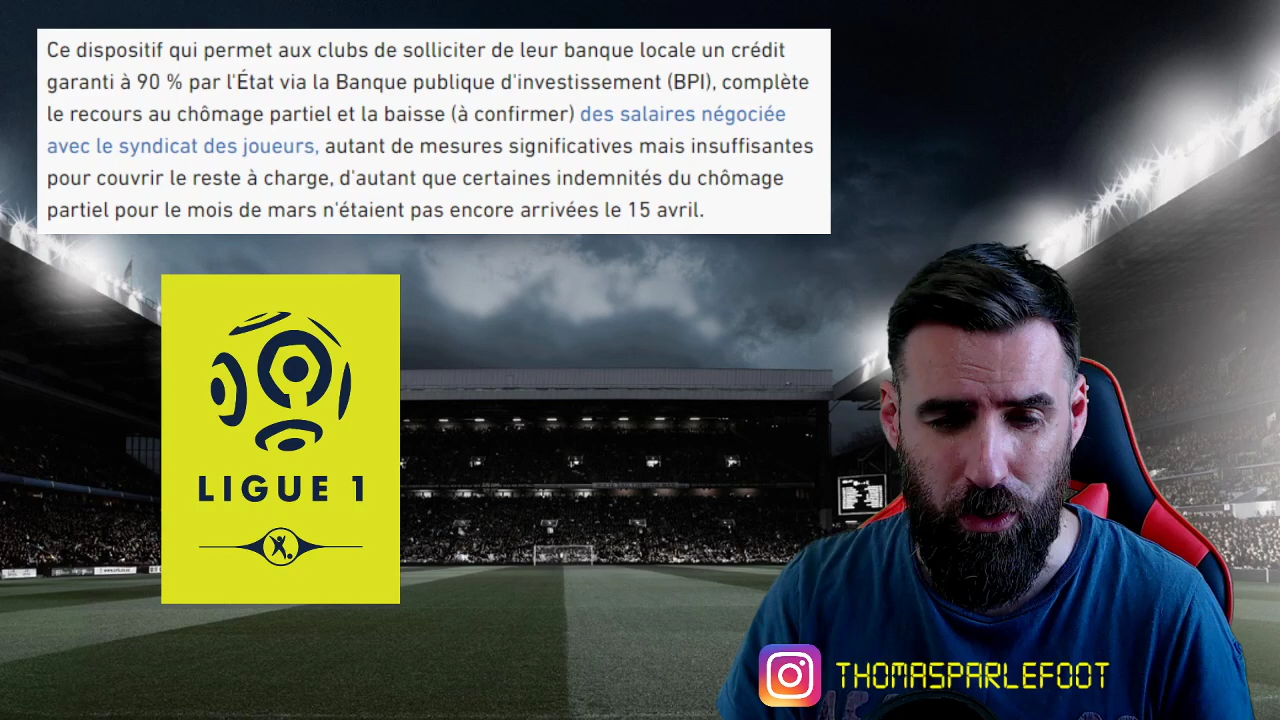 Ce dispositif qui permet aux clubs de solliciter de leur banque locale un crédit
garanti à 90 % par l'État via la Banque publique d'investissement (BPI), complète
le recours au chômage partiel et la baisse (à confirmer) des salaires négociée
avec le syndicat des joueurs, autant de mesures significatives mais insuffisantes
pour couvrir le reste à charge, d'autant que certaines indemnités du chômage
partiel pour le mois de mars n'étaient pas encore arrivées le 15 avril.
LIGUE 1
THOMASPARLEFOOT